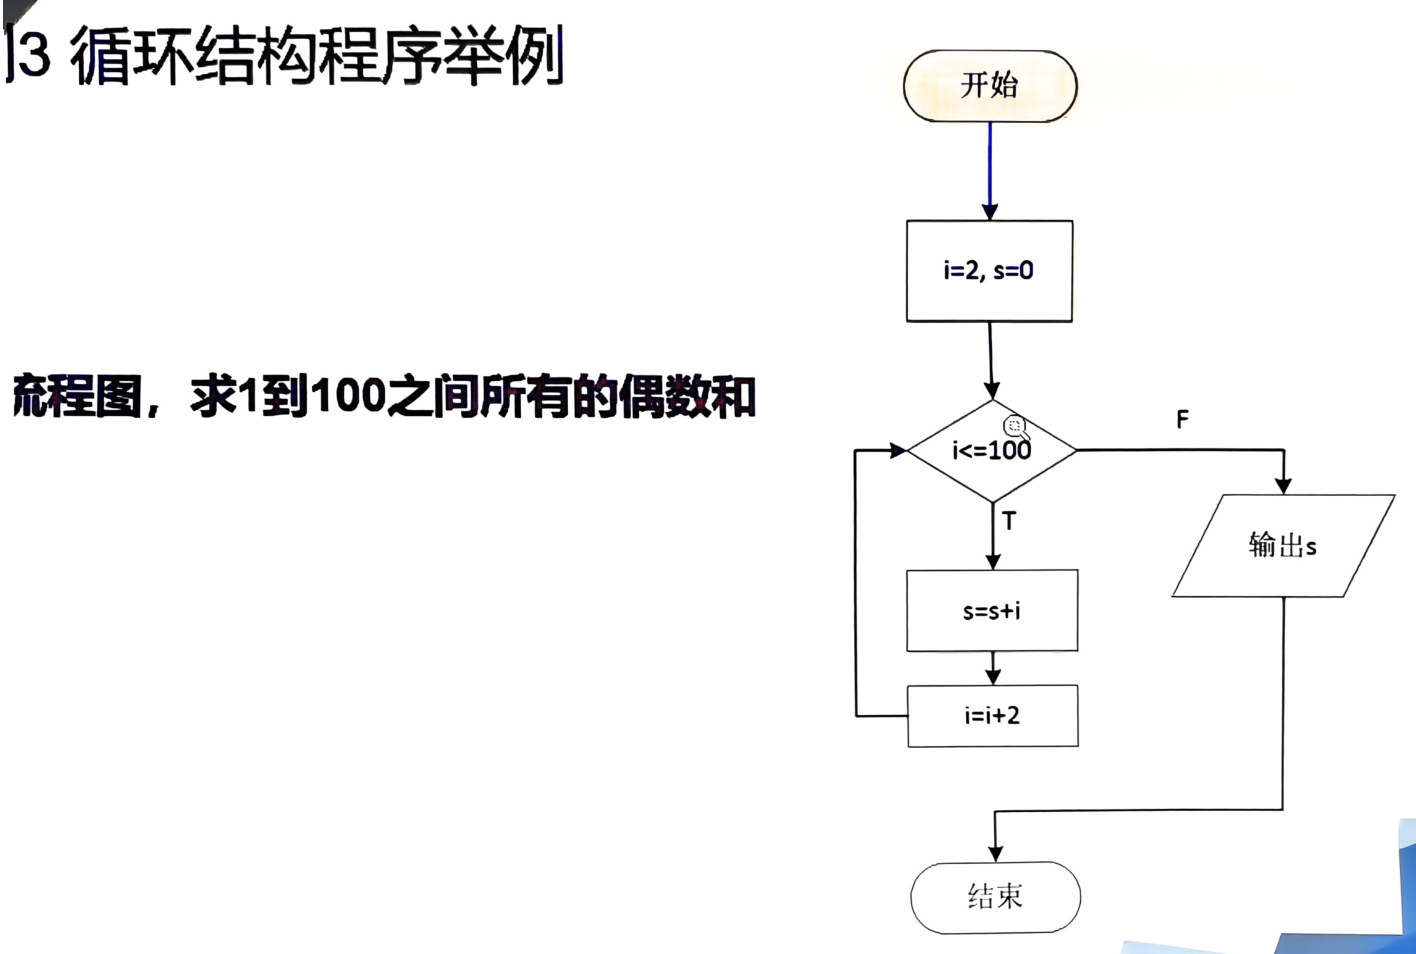 3 循环结构程序举例
流程图，求1到100之间所有的偶数和
开始
i=2, s=0
i<=100
F
T
输出s
s=s+i
i=i+2
结束